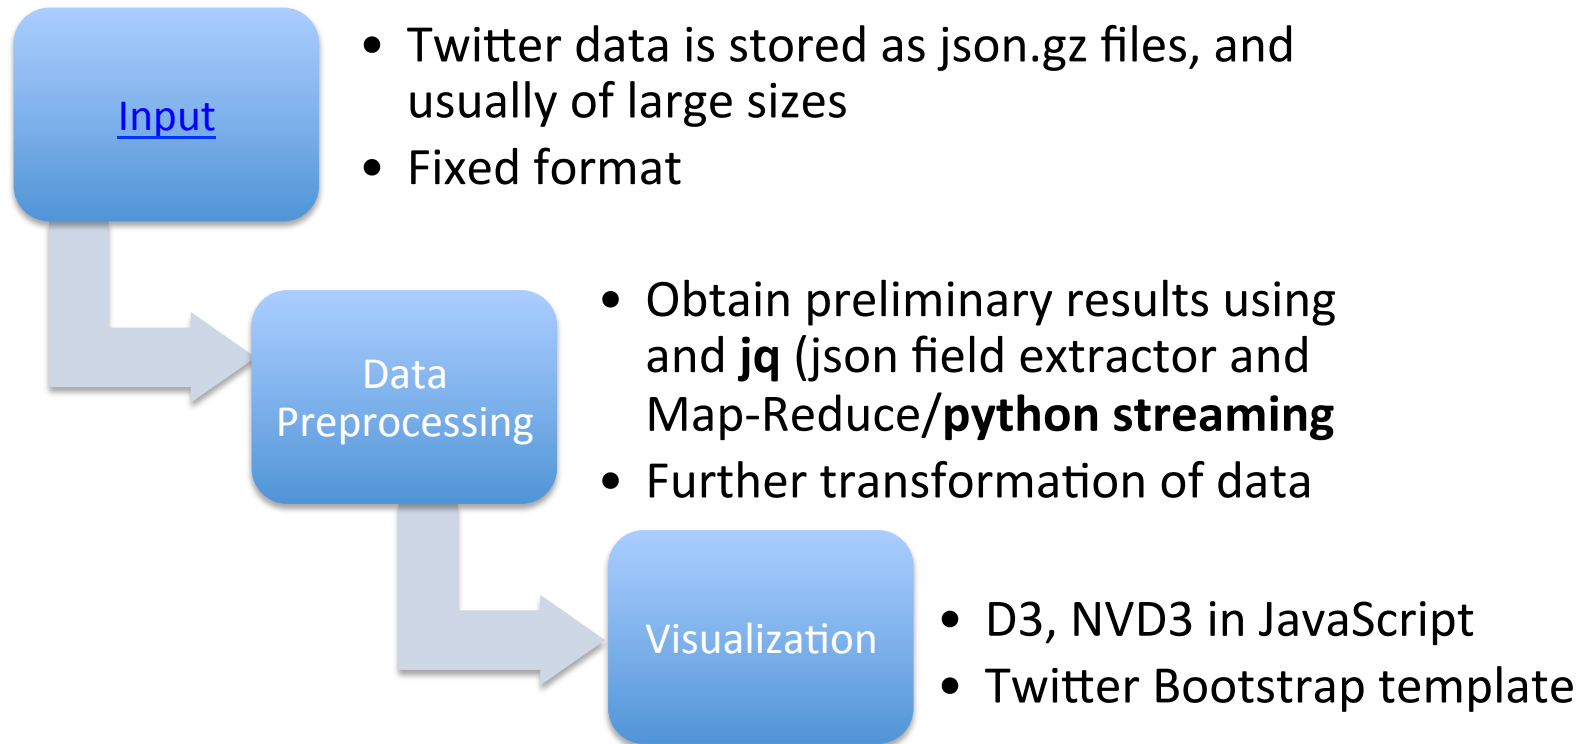 Input
• Twitter data is stored as json.gz files, and
usually of large sizes
• Fixed format
Data
Preprocessing
• Obtain preliminary results using
and jq (json field extractor and
Map-Reduce/python streaming
• Further transformation of data
Visualization
• D3, NVD3 in JavaScript
• Twitter Bootstrap template